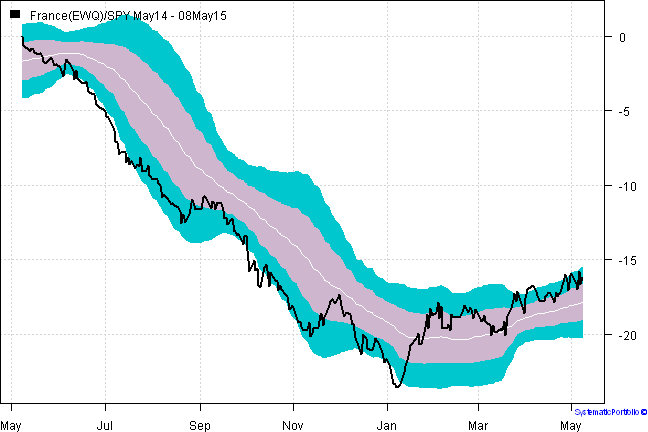 France(EWQ)/SPY May14 - 08May15
0
-5
-10
-15
-20
May Jul Sep Nov Jan Mar May
SystematicPortfolio ©